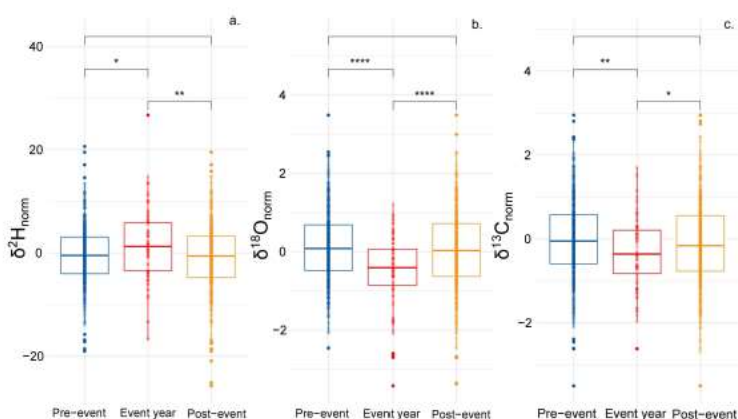 a.
40
20
0
−20
δ²Hnorm
*
**
Pre−event Event year Post−event
b.
2
0
−2
δ¹⁸Onorm
****
****
Pre−event Event year Post−event
c.
4
2
0
−2
δ¹³Cnorm
**
*
Pre−event Event year Post−event